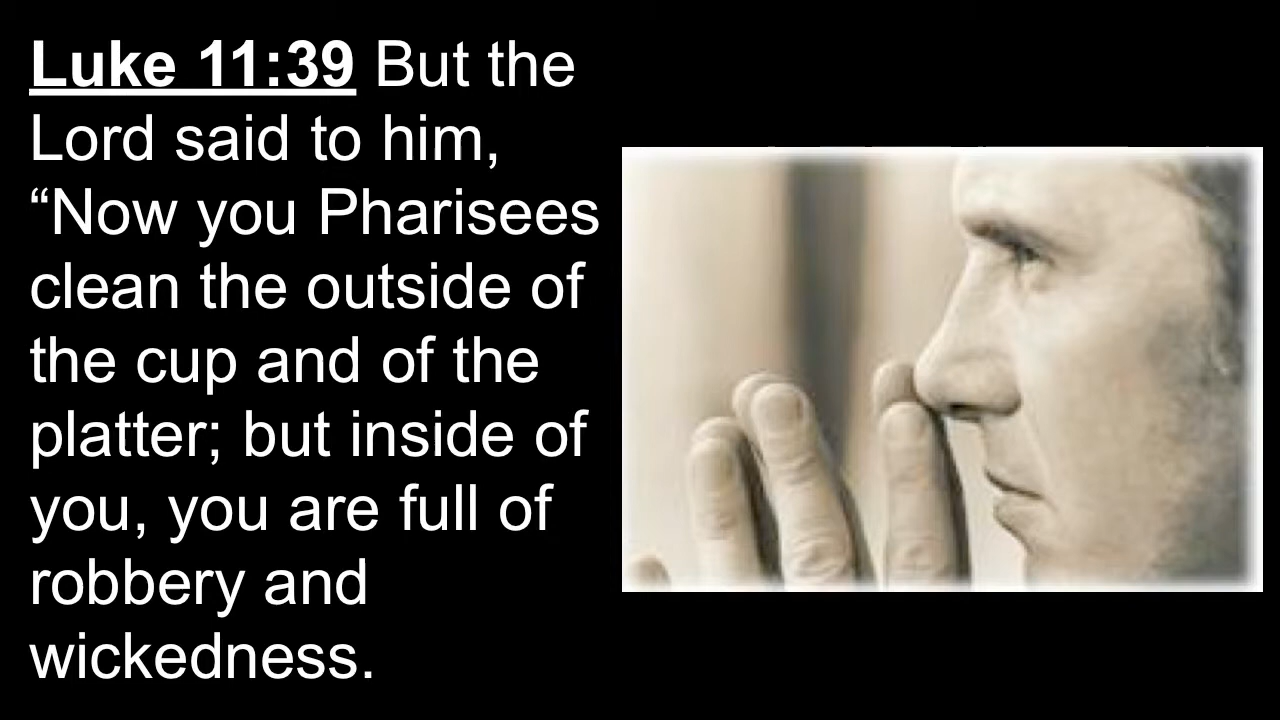 Luke 11:39 But the
Lord said to him,
“Now you Pharisees
clean the outside of
the cup and of the
platter; but inside of
you, you are full of
robbery and
wickedness.